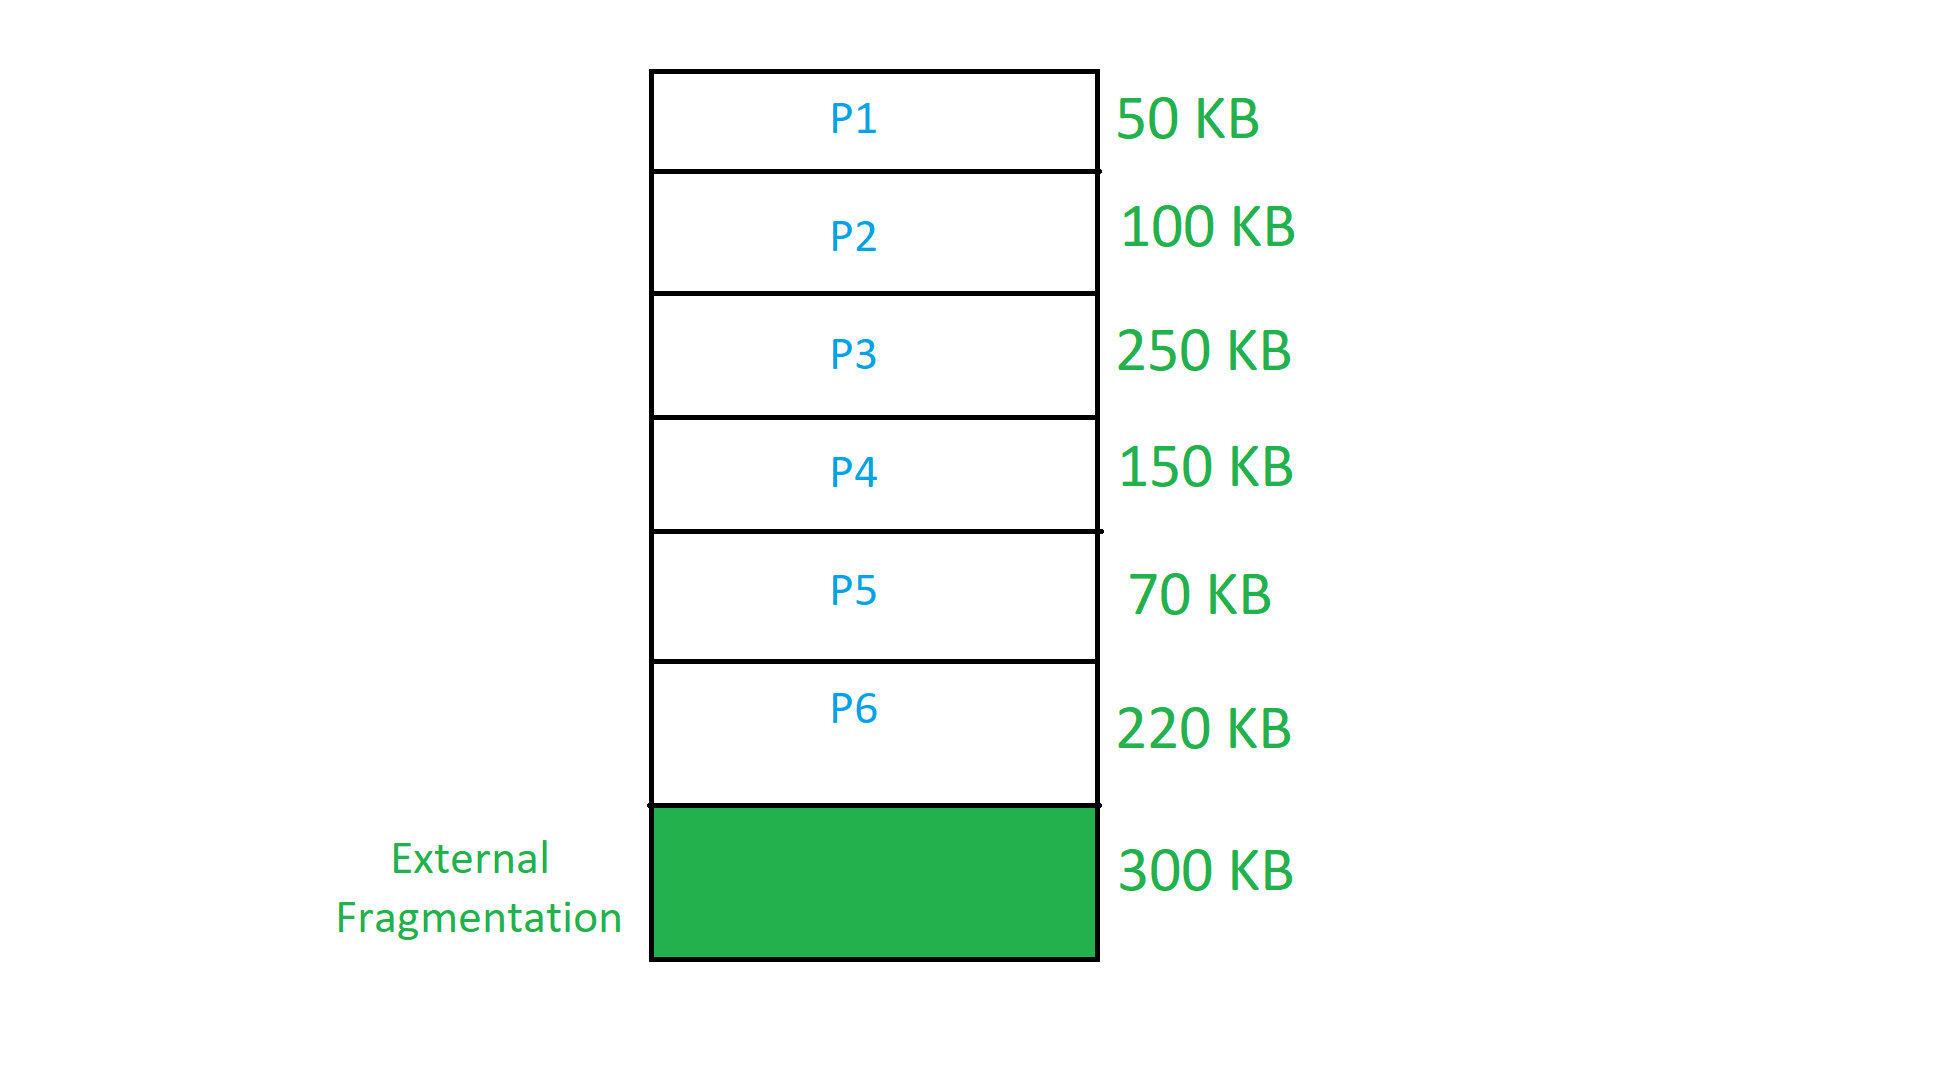 P1 50 KB
P2 100 KB
P3 250 KB
P4 150 KB
P5 70 KB
P6 220 KB
External
Fragmentation
300 KB